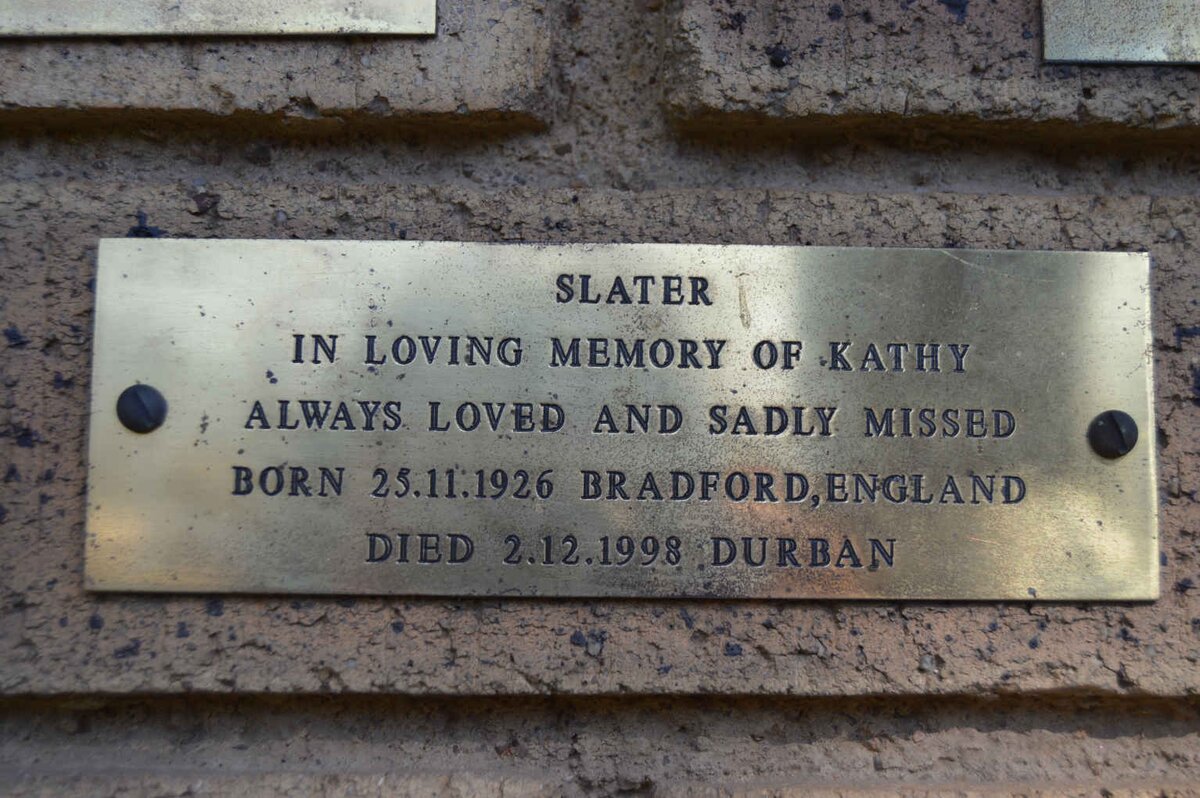 SLATER
IN LOVING MEMORY OF KATHY
ALWAYS LOVED AND SADLY MISSED
BORN 25.11.1926 BRADFORD,ENGLAND
DIED 2.12.1998 DURBAN